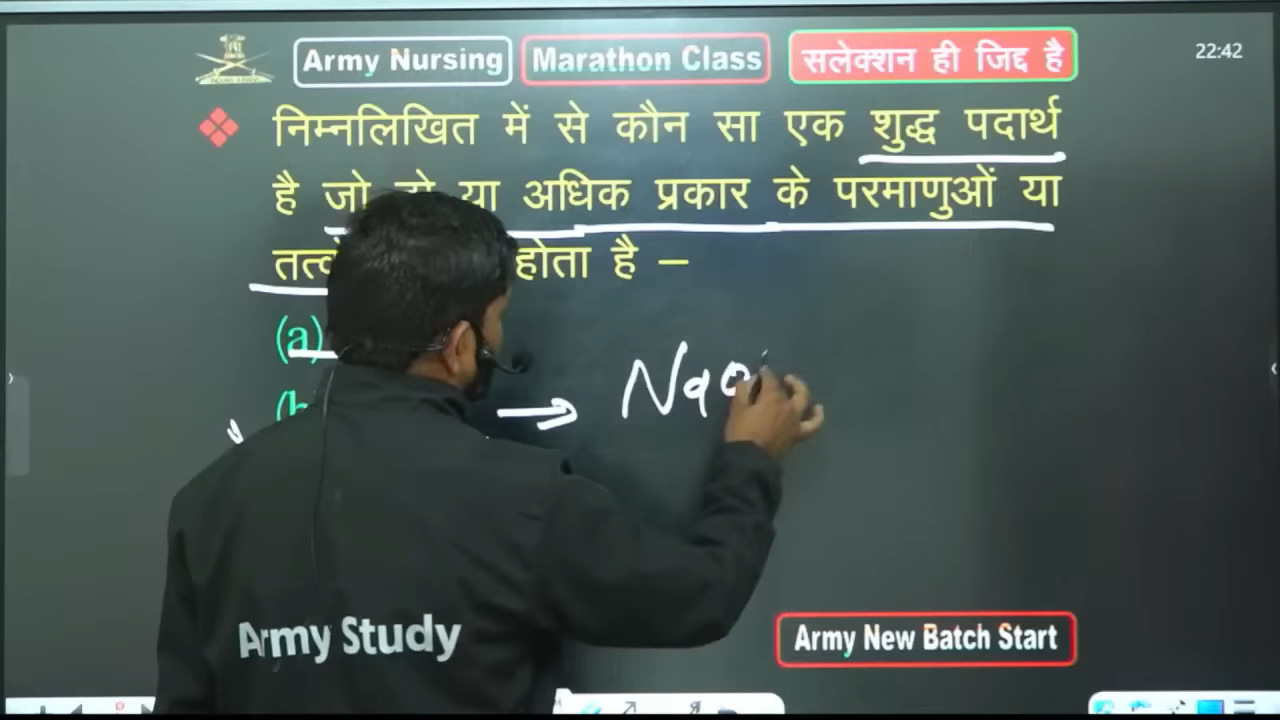 Army Nursing Marathon Class सलेक्शन ही जिद्द है 22:42
निम्नलिखित में से कौन सा एक शुद्ध पदार्थ
है जो या अधिक प्रकार के परमाणुओं या
होता है –
(a)
Army Study
Army New Batch Start